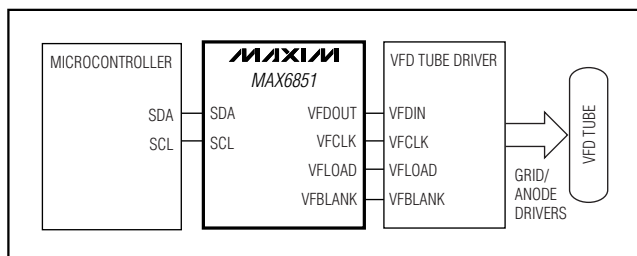 MICROCONTROLLER
SDA
SCL
MAXIM
MAX6851
SDA
SCL
VFDOUT
VFCLK
VFLOAD
VFBLANK
VFD TUBE DRIVER
VFDIN
VFCLK
VFLOAD
VFBLANK
GRID/
ANODE
DRIVERS
VFD TUBE